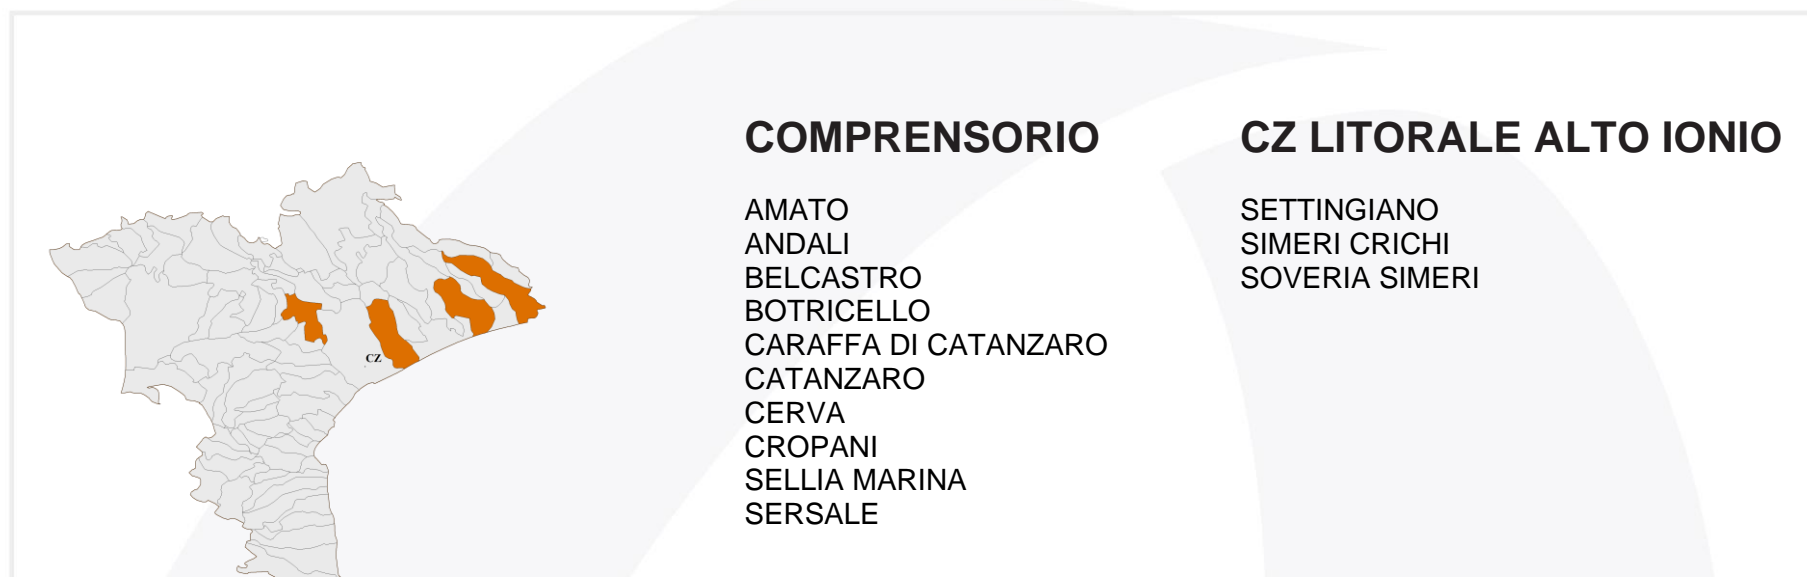 COMPRENSORIO
CZ LITORALE ALTO IONIO
AMATO
ANDALI
BELCASTRO
BOTRICELLO
CARAFFA DI CATANZARO
CATANZARO
CERVA
CROPANI
SELLIA MARINA
SERSALE
SETTINGIANO
SIMERI CRICHI
SOVERIA SIMERI
CZ